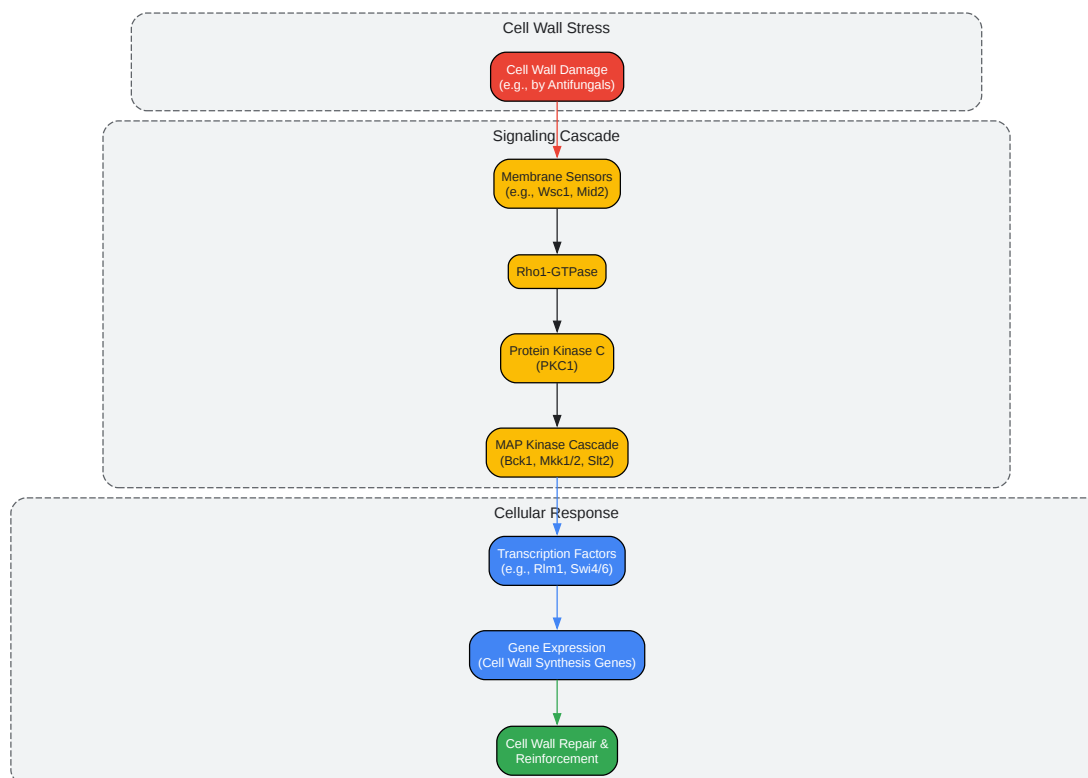 Cell Wall Stress
Cell Wall Damage
(e.g., by Antifungals)
Signaling Cascade
Membrane Sensors
(e.g., Wsc1, Mid2)
Rho1-GTPase
Protein Kinase C
(PKC1)
MAP Kinase Cascade
(Bck1, Mkk1/2, Slt2)
Cellular Response
Transcription Factors
(e.g., Rlm1, Swi4/6)
Gene Expression
(Cell Wall Synthesis Genes)
Cell Wall Repair &
Reinforcement